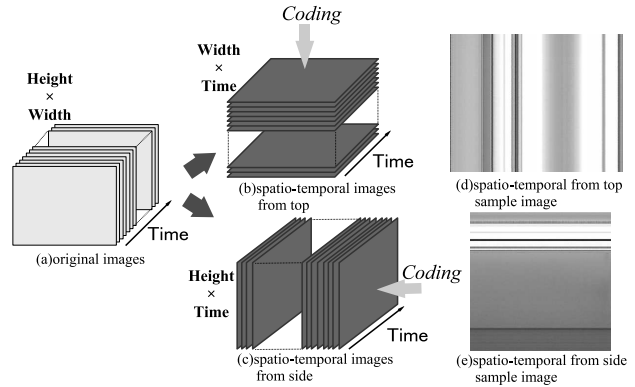 Height
×
Width
Time
(a)original images
Coding
Width
×
Time
Time
(b)spatio-temporal images
from top
Height
×
Time
Coding
Time
(c)spatio-temporal images
from side
(d)spatio-temporal from top
sample image
(e)spatio-temporal from side
sample image